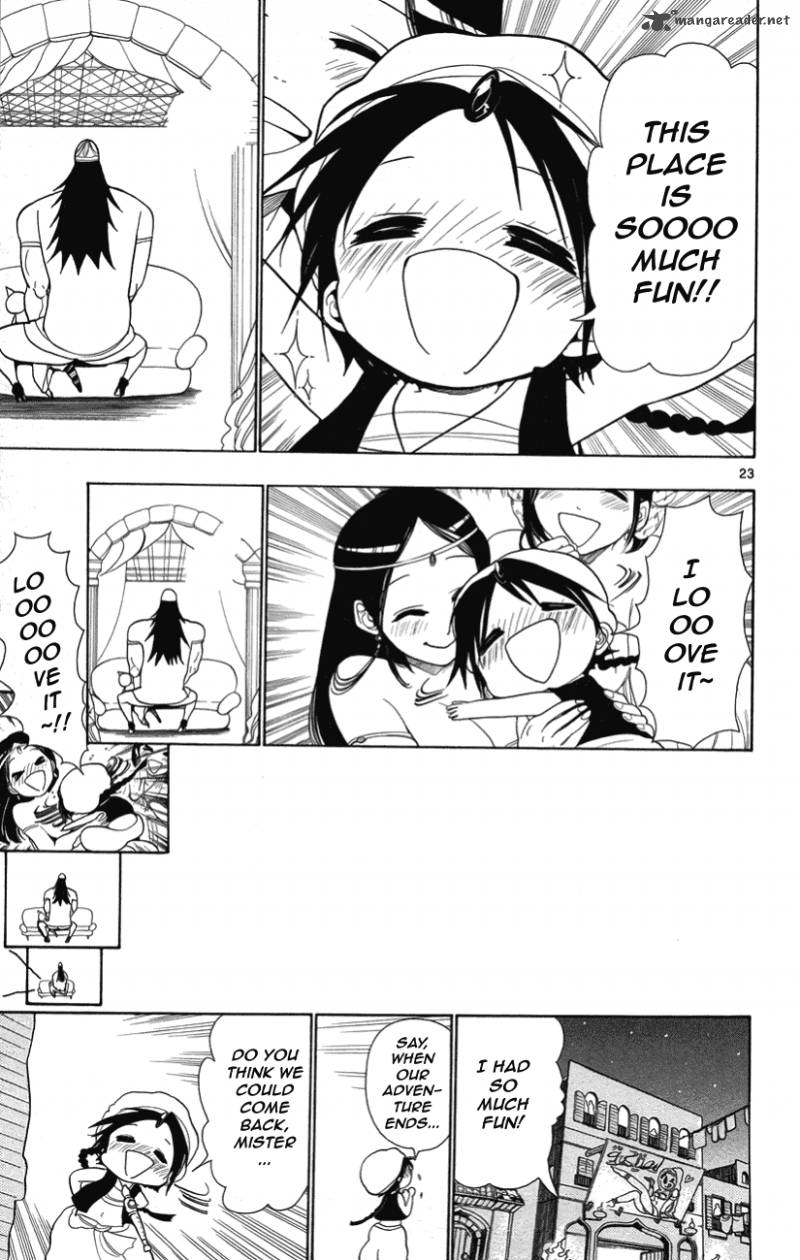 mangareader.net
THIS
PLACE
IS
SOOOO
MUCH
FUN!!
23
I
LO
OO
OVE
IT~
LO
OO
OO
OO
VE
IT
~!!
I HAD
SO
MUCH
FUN!
SAY,
WHEN
OUR
ADVEN-
TURE
ENDS...
DO YOU
THINK WE
COULD
COME
BACK,
MISTER
...